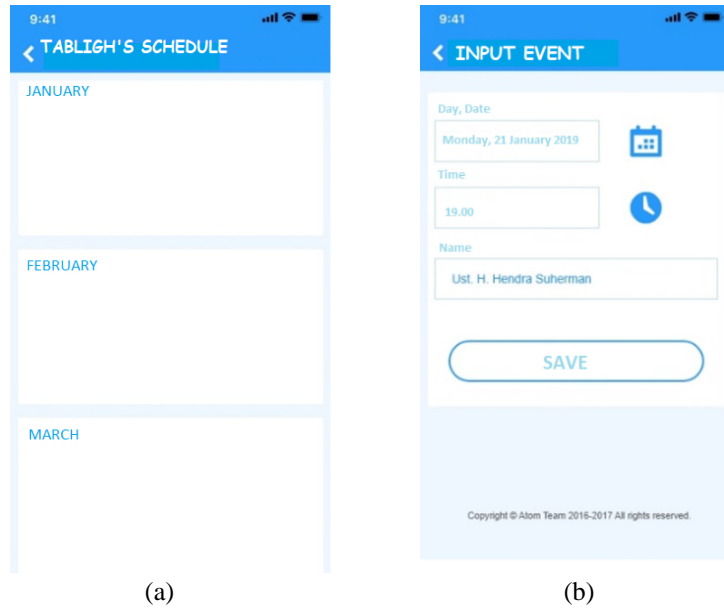 9:41
TABLIGH'S SCHEDULE
JANUARY
FEBRUARY
MARCH
(a)
9:41
INPUT EVENT
Day, Date
Monday, 21 January 2019
Time
19.00
Name
Ust. H. Hendra Suherman
SAVE
Copyright © Atom Team 2016-2017 All rights reserved.
(b)